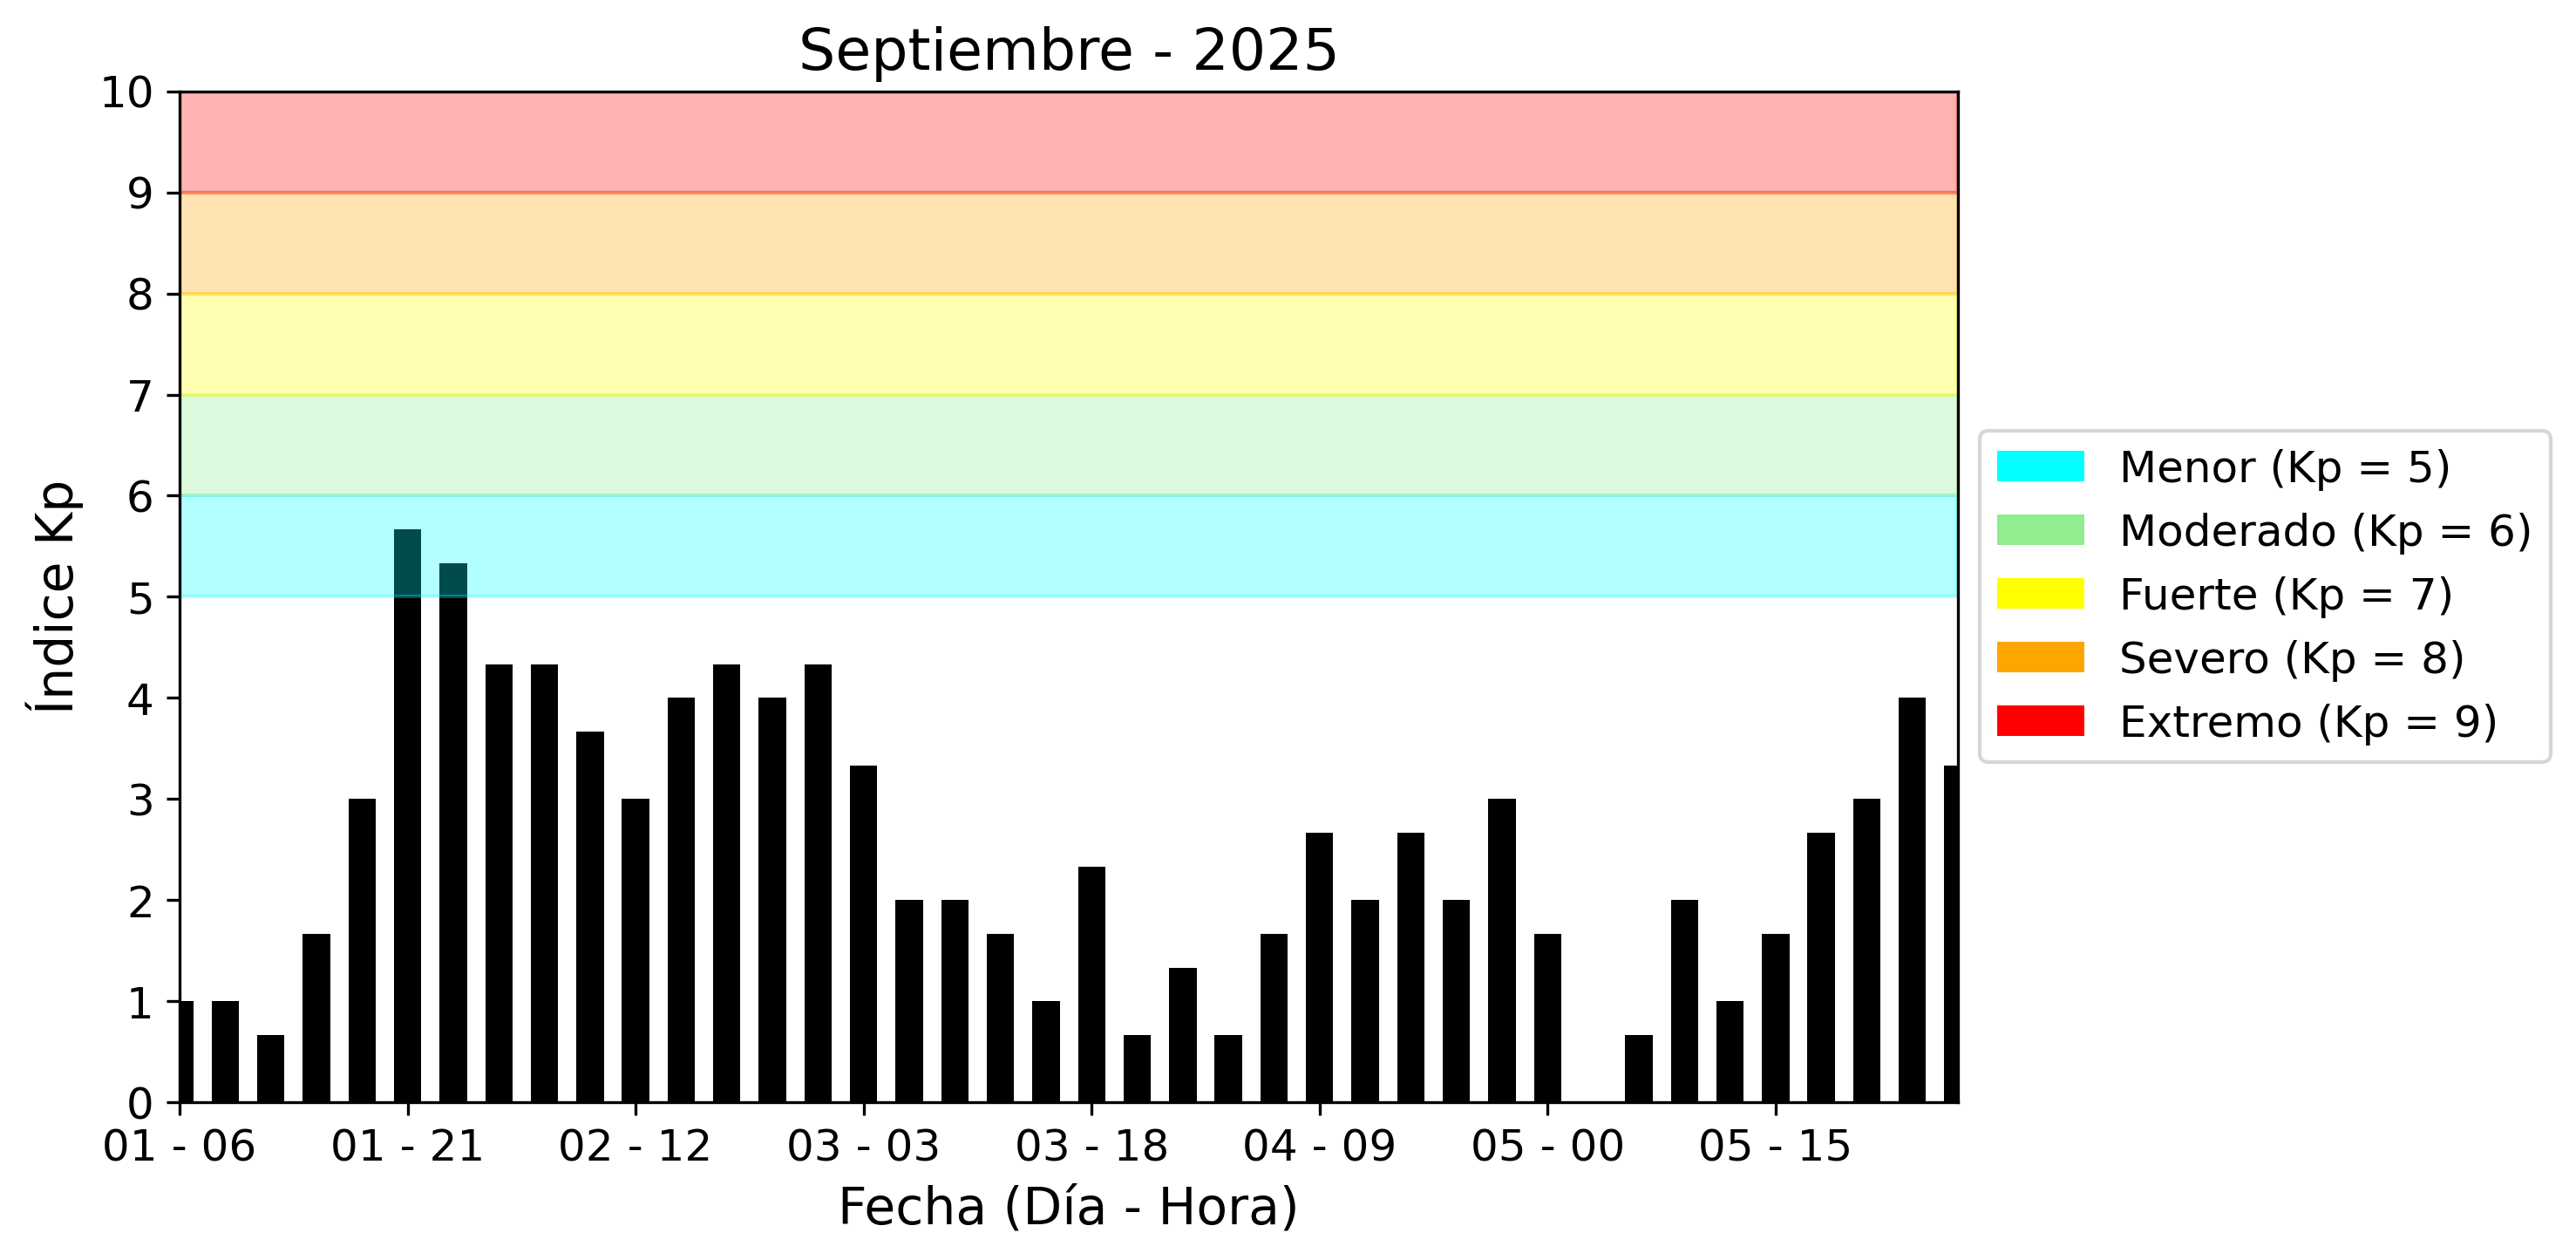 Septiembre - 2025
10
9
8
7
6
5
4
3
2
1
0
Índice Kp
01 - 06
01 - 21
02 - 12
03 - 03
03 - 18
04 - 09
05 - 00
05 - 15
Fecha (Día - Hora)
Menor (Kp = 5)
Moderado (Kp = 6)
Fuerte (Kp = 7)
Severo (Kp = 8)
Extremo (Kp = 9)